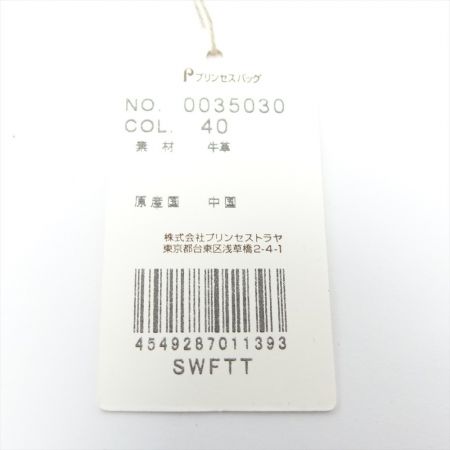 プリンセスバッグ
NO. 0035030
COL. 40
素材 牛革
原産国 中国
株式会社プリンセストラヤ
東京都台東区浅草橋2-4-1
4549287011393
SWFTT